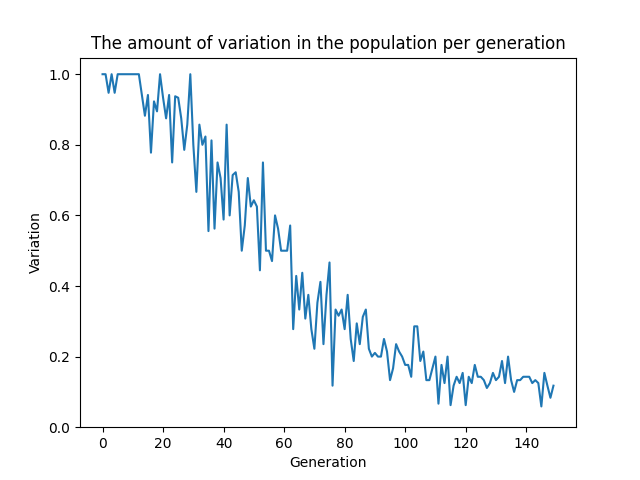 The amount of variation in the population per generation
1.0
0.8
0.6
0.4
0.2
0.0
Variation
0 20 40 60 80 100 120 140
Generation